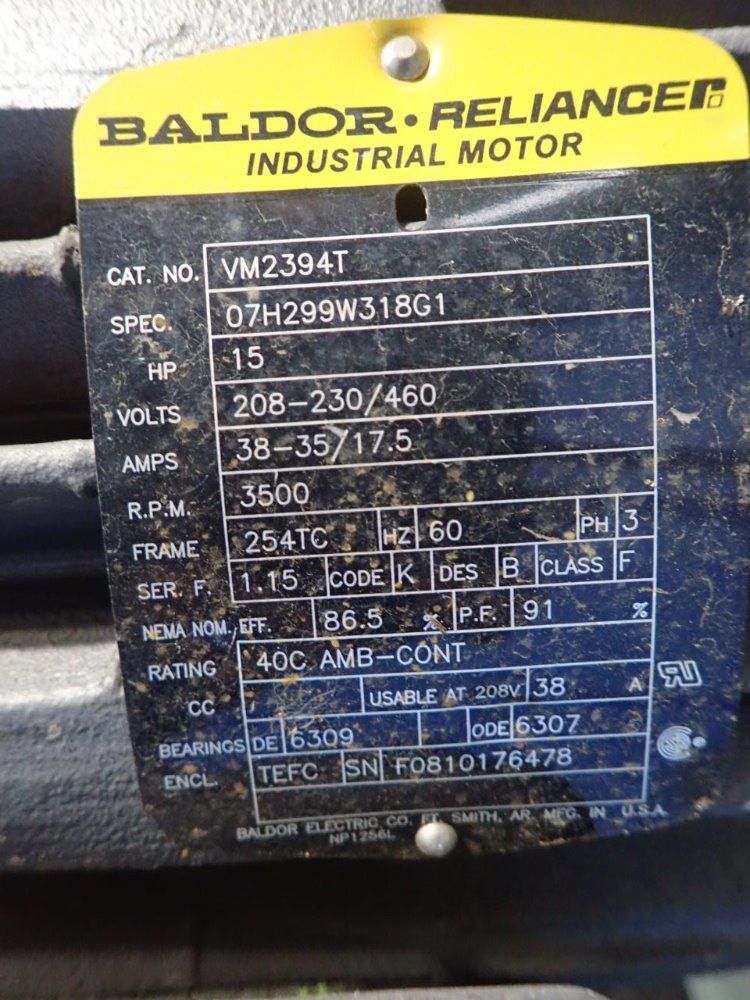 BALDOR • RELIANCER
INDUSTRIAL MOTOR
CAT. NO. VM2394T
SPEC. 07H299W318G1
HP 15
VOLTS 208-230/460
AMPS 38-35/17.5
R.P.M. 3500
FRAME 254TC HZ 60 PH 3
SER. F. 1.15 CODE K DES B CLASS F
NEMA NOM. EFF. 86.5 % P.F. 91 %
RATING 40C AMB-CONT
CC USABLE AT 208V 38 A
BEARINGS DE 6309 ODE 6307
ENCL. TEFC SN F0810176478
BALDOR ELECTRIC CO. FT. SMITH, AR. MFG. IN U.S.A.
NP1256L